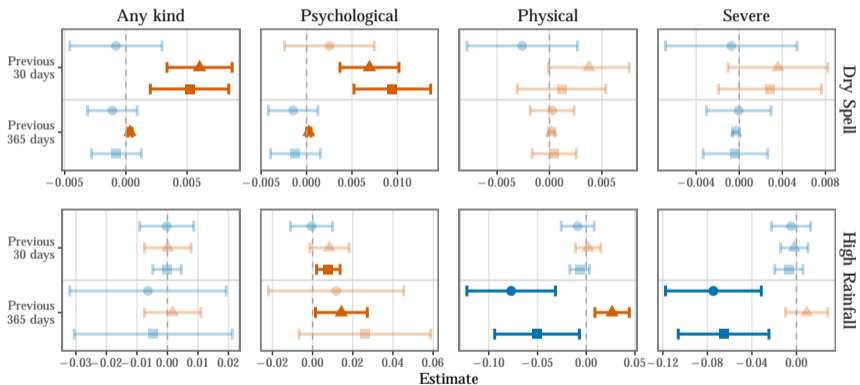 Any kind Psychological Physical Severe
Previous
30 days
Previous
365 days
Dry Spell
−0.005 0.000 0.005 −0.005 0.000 0.005 0.010 −0.005 0.000 0.005 −0.004 0.000 0.004 0.008
Previous
30 days
Previous
365 days
High Rainfall
−0.03 −0.02 −0.01 0.00 0.01 0.02 −0.02 0.00 0.02 0.04 0.06 −0.10 −0.05 0.00 0.05 −0.12 −0.08 −0.04 0.00
Estimate